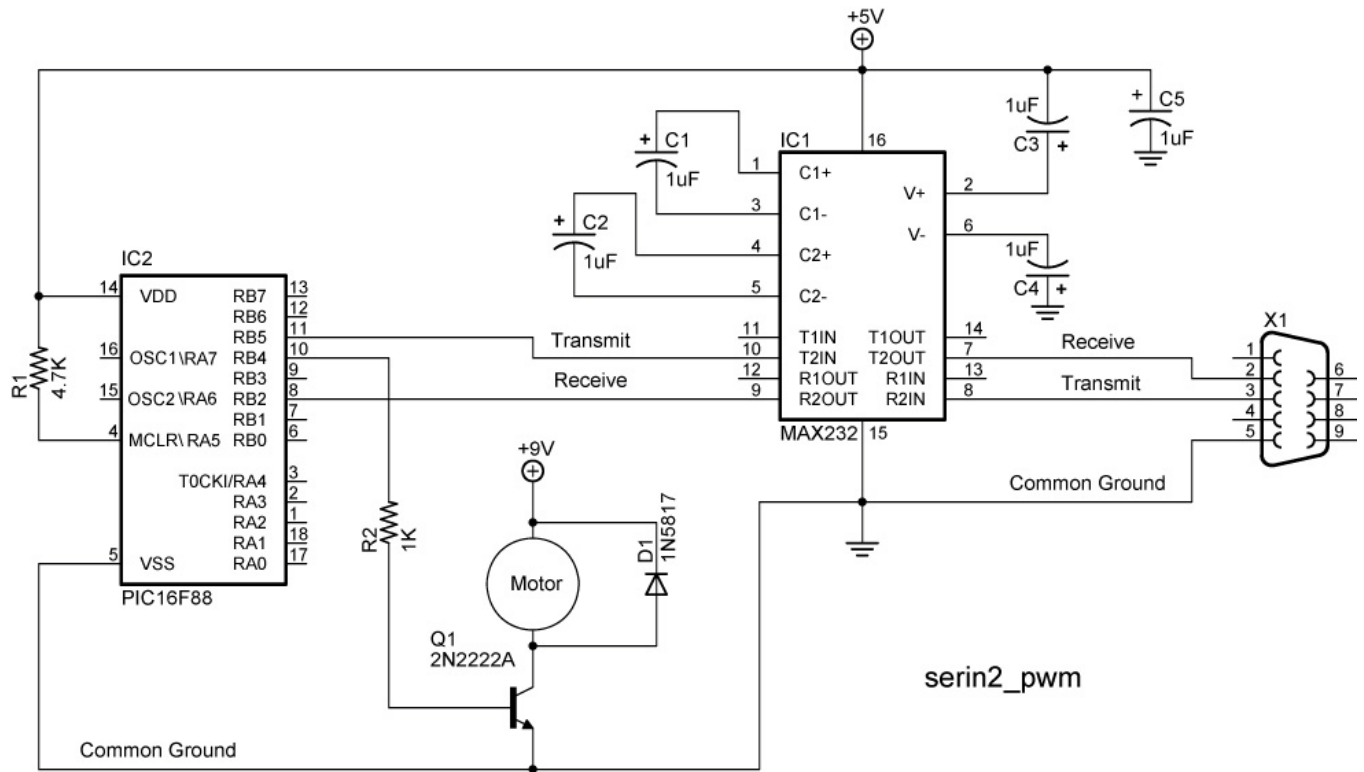 +5V
IC1
16
1
C1+
3
C1-
4
C2+
5
C2-
V+
2
V-
6
11
T1IN
T1OUT
14
10
T2IN
T2OUT
7
12
R1OUT
R1IN
13
9
R2OUT
R2IN
8
MAX232
15
+
C1
1uF
+
C2
1uF
1uF
C3
+
1uF
C4
+
+
C5
1uF
IC2
14
VDD
RB7
13
RB6
12
RB5
11
16
OSC1\RA7
RB4
10
RB3
9
15
OSC2\RA6
RB2
8
RB1
7
4
MCLR\RA5
RB0
6
T0CKI/RA4
3
RA3
2
RA2
1
RA1
18
5
VSS
RA0
17
PIC16F88
R1
4.7K
Transmit
Receive
Receive
Transmit
Common Ground
X1
1
2
3
4
5
6
7
8
9
R2
1K
+9V
Motor
D1
1N5817
Q1
2N2222A
Common Ground
serin2_pwm